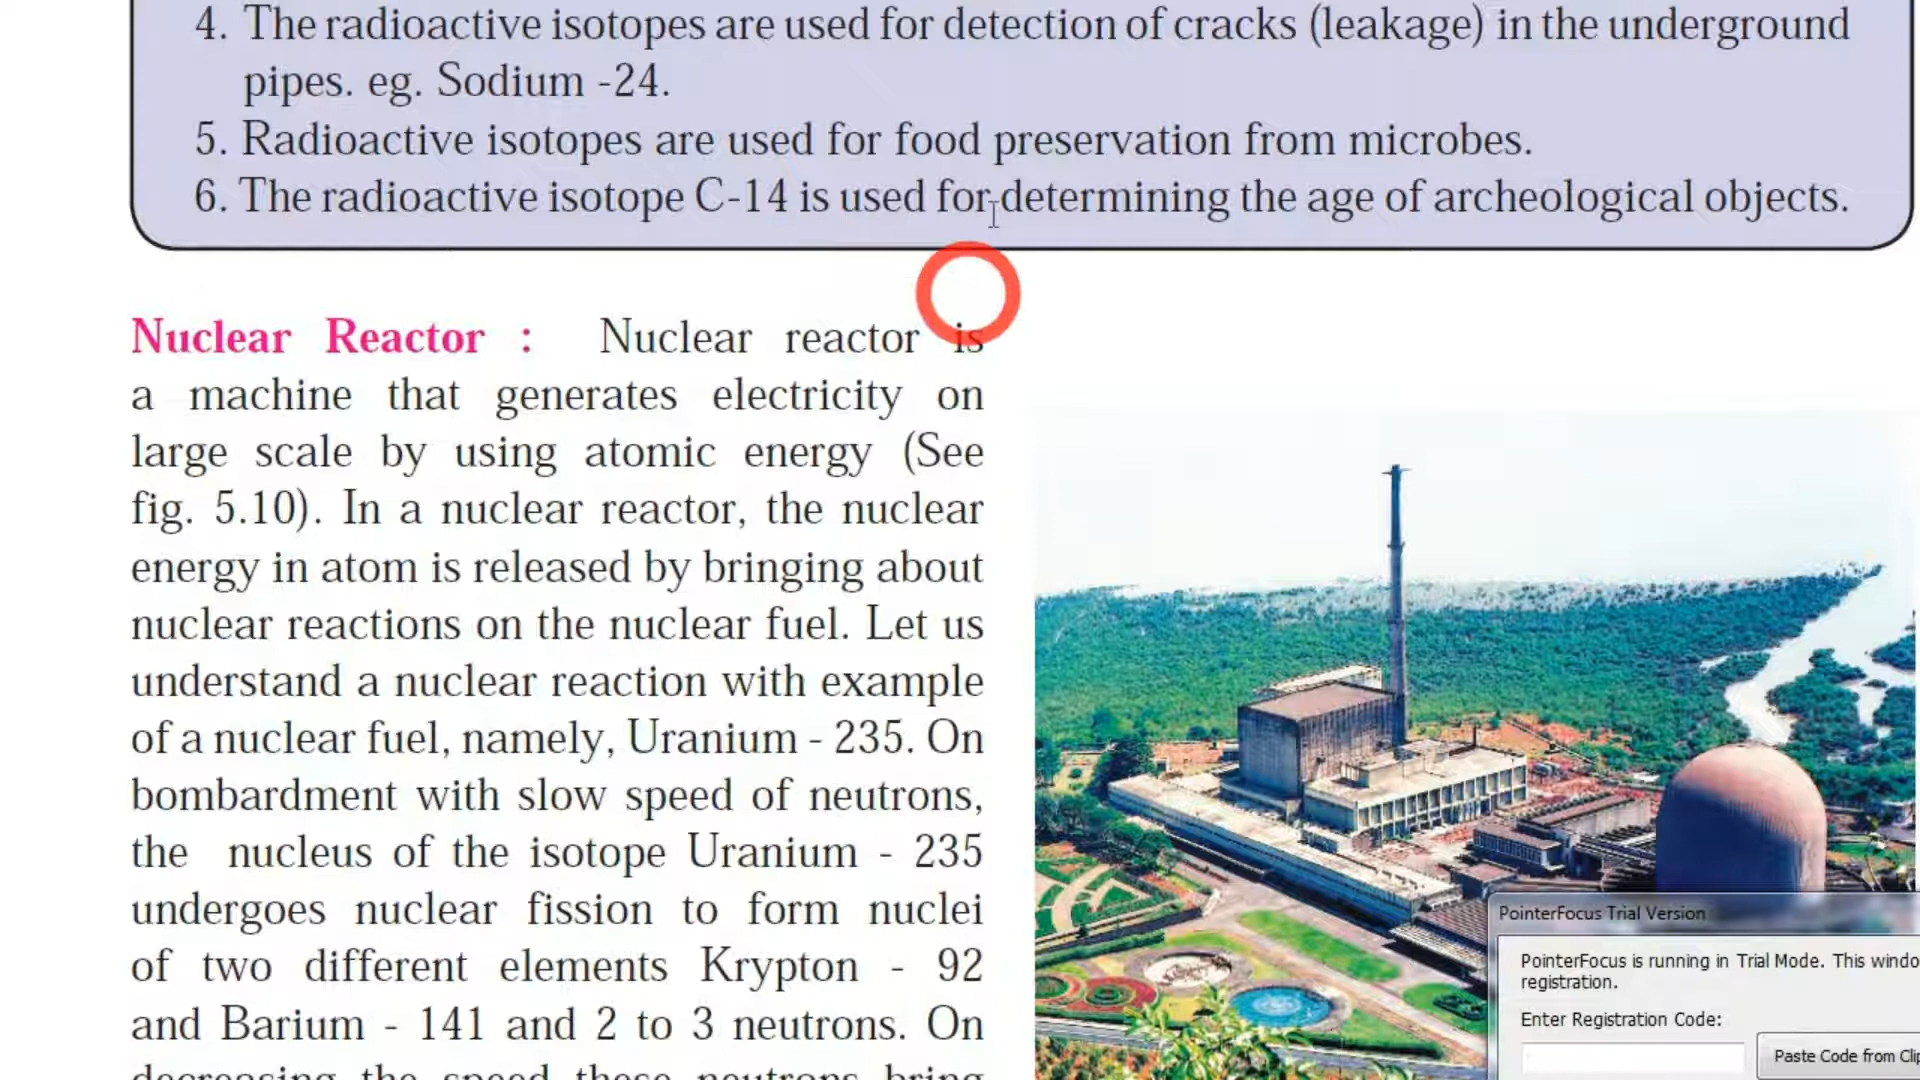 4. The radioactive isotopes are used for detection of cracks (leakage) in the underground
pipes. eg. Sodium -24.
5. Radioactive isotopes are used for food preservation from microbes.
6. The radioactive isotope C-14 is used for determining the age of archeological objects.
Nuclear Reactor : Nuclear reactor is
a machine that generates electricity on
large scale by using atomic energy (See
fig. 5.10). In a nuclear reactor, the nuclear
energy in atom is released by bringing about
nuclear reactions on the nuclear fuel. Let us
understand a nuclear reaction with example
of a nuclear fuel, namely, Uranium - 235. On
bombardment with slow speed of neutrons,
the nucleus of the isotope Uranium - 235
undergoes nuclear fission to form nuclei
of two different elements Krypton - 92
and Barium - 141 and 2 to 3 neutrons. On
decreasing the speed these neutrons bring
PointerFocus Trial Version
PointerFocus is running in Trial Mode. This windo
registration.
Enter Registration Code:
Paste Code from Clip